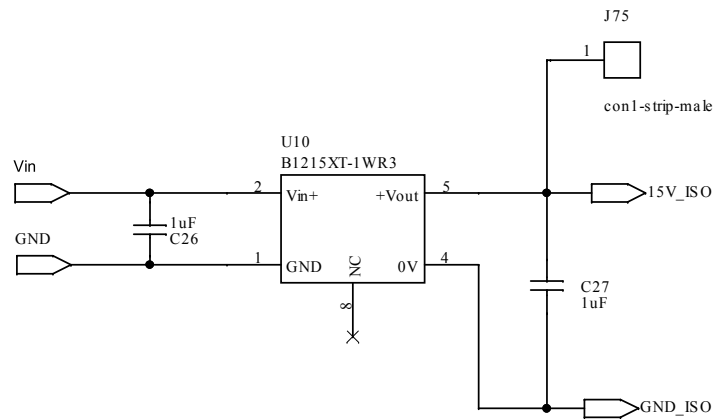 J75
1
con1-strip-male
U10
B1215XT-1WR3
Vin
2
Vin+
+Vout
5
15V_ISO
1uF
C26
GND
1
GND
NC
0V
4
8
C27
1uF
GND_ISO